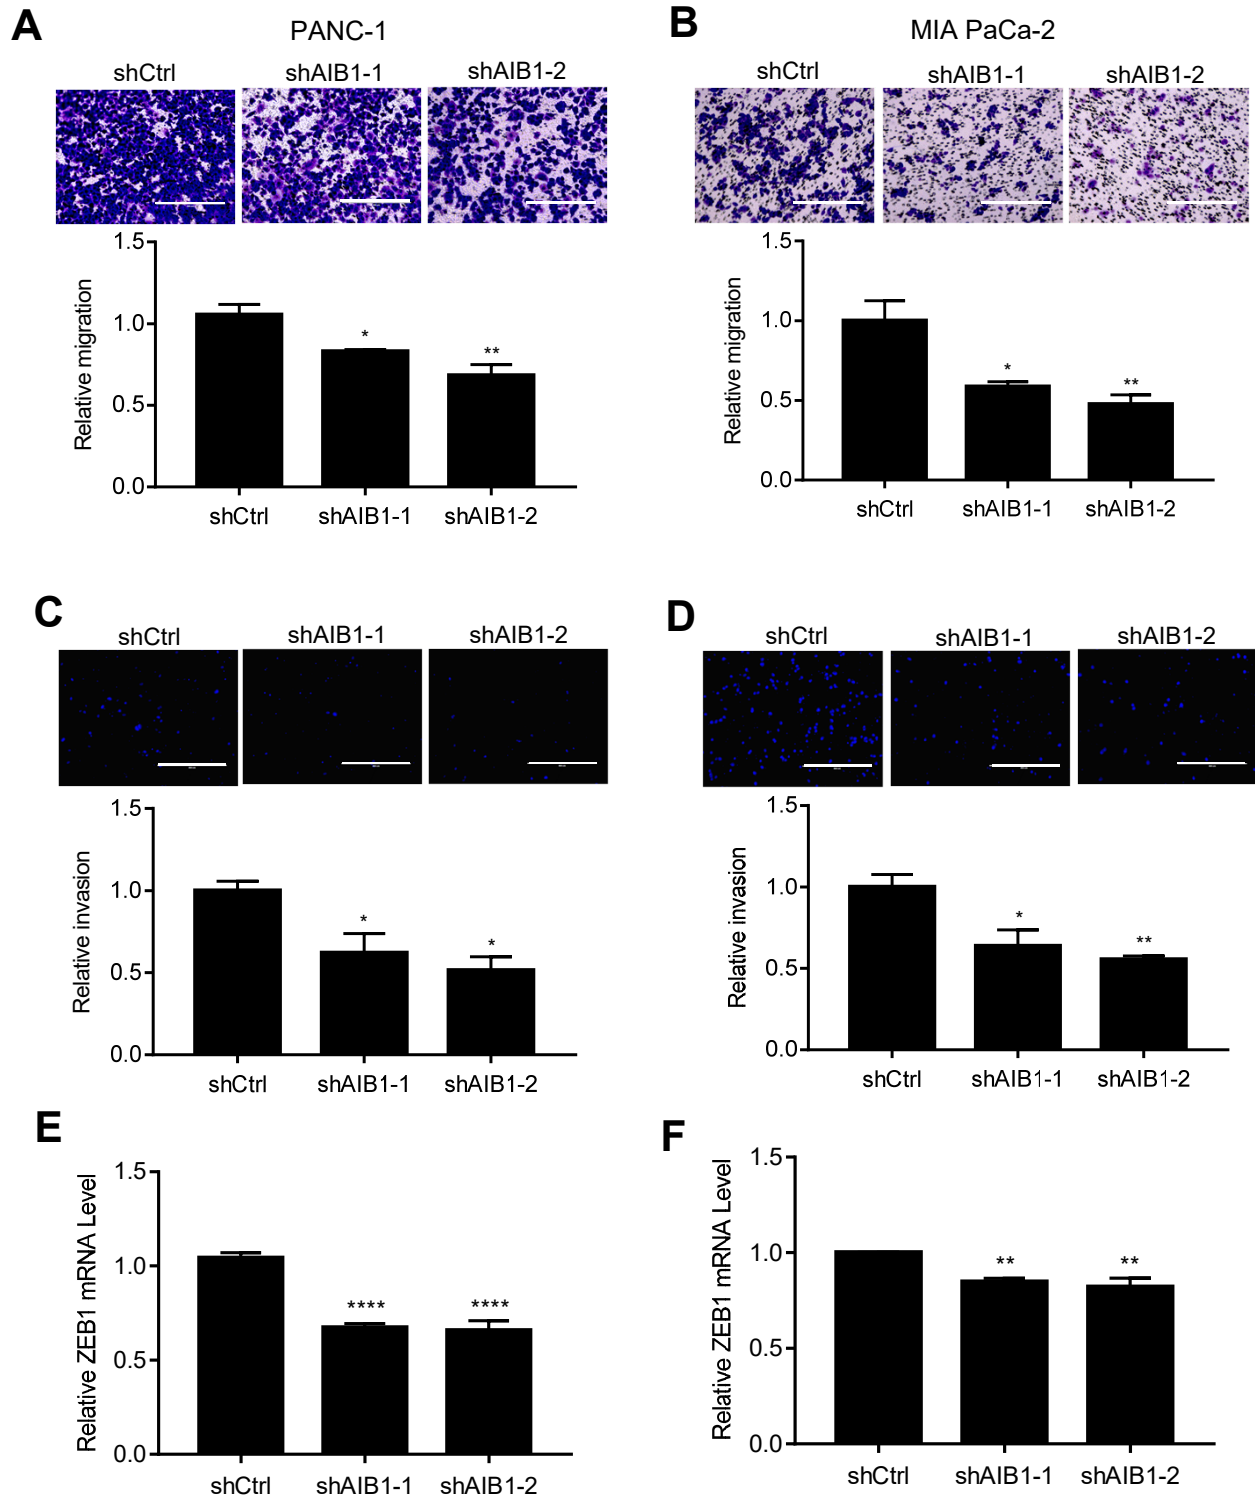 A
PANC-1
shCtrl
shAIB1-1
shAIB1-2
1.5
1.0
0.5
0.0
Relative migration
*
**
shCtrl
shAIB1-1
shAIB1-2
B
MIA PaCa-2
shCtrl
shAIB1-1
shAIB1-2
1.5
1.0
0.5
0.0
Relative migration
*
**
shCtrl
shAIB1-1
shAIB1-2
C
shCtrl
shAIB1-1
shAIB1-2
1.5
1.0
0.5
0.0
Relative invasion
*
*
shCtrl
shAIB1-1
shAIB1-2
D
shCtrl
shAIB1-1
shAIB1-2
1.5
1.0
0.5
0.0
Relative invasion
*
**
shCtrl
shAIB1-1
shAIB1-2
E
1.5
1.0
0.5
0.0
Relative ZEB1 mRNA Level
****
****
shCtrl
shAIB1-1
shAIB1-2
F
1.5
1.0
0.5
0.0
Relative ZEB1 mRNA Level
**
**
shCtrl
shAIB1-1
shAIB1-2